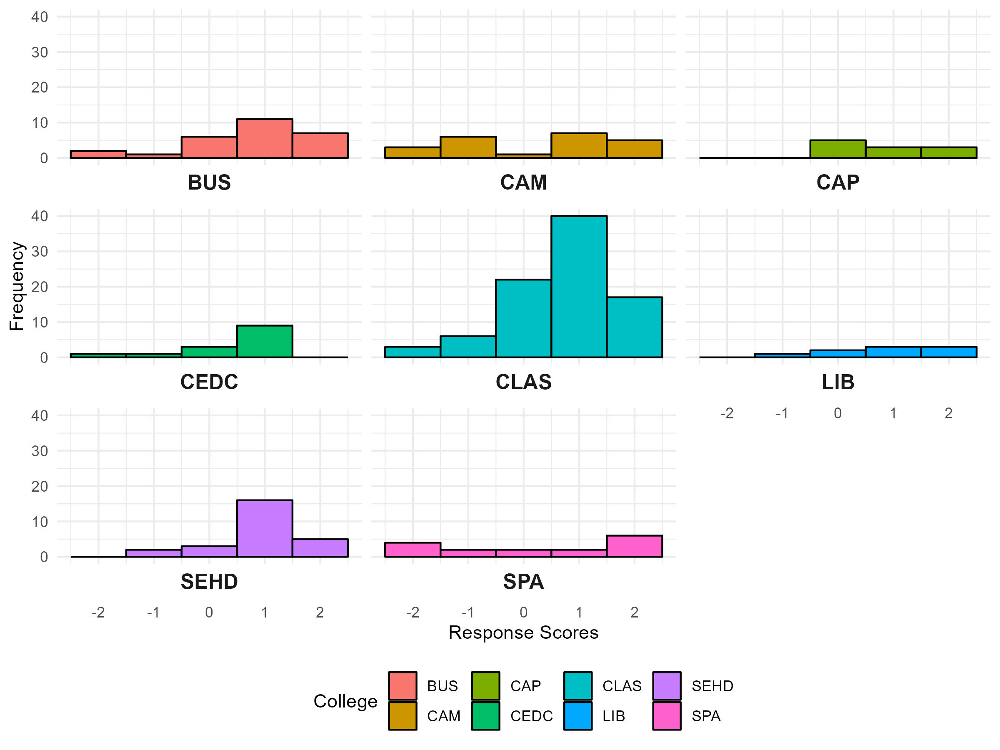 40
30
20
10
0
BUS CAM CAP
Frequency
40
30
20
10
0
CEDC CLAS LIB
-2 -1 0 1 2
40
30
20
10
0
SEHD SPA
-2 -1 0 1 2 -2 -1 0 1 2
Response Scores
College
BUS CAP CLAS SEHD
CAM CEDC LIB SPA